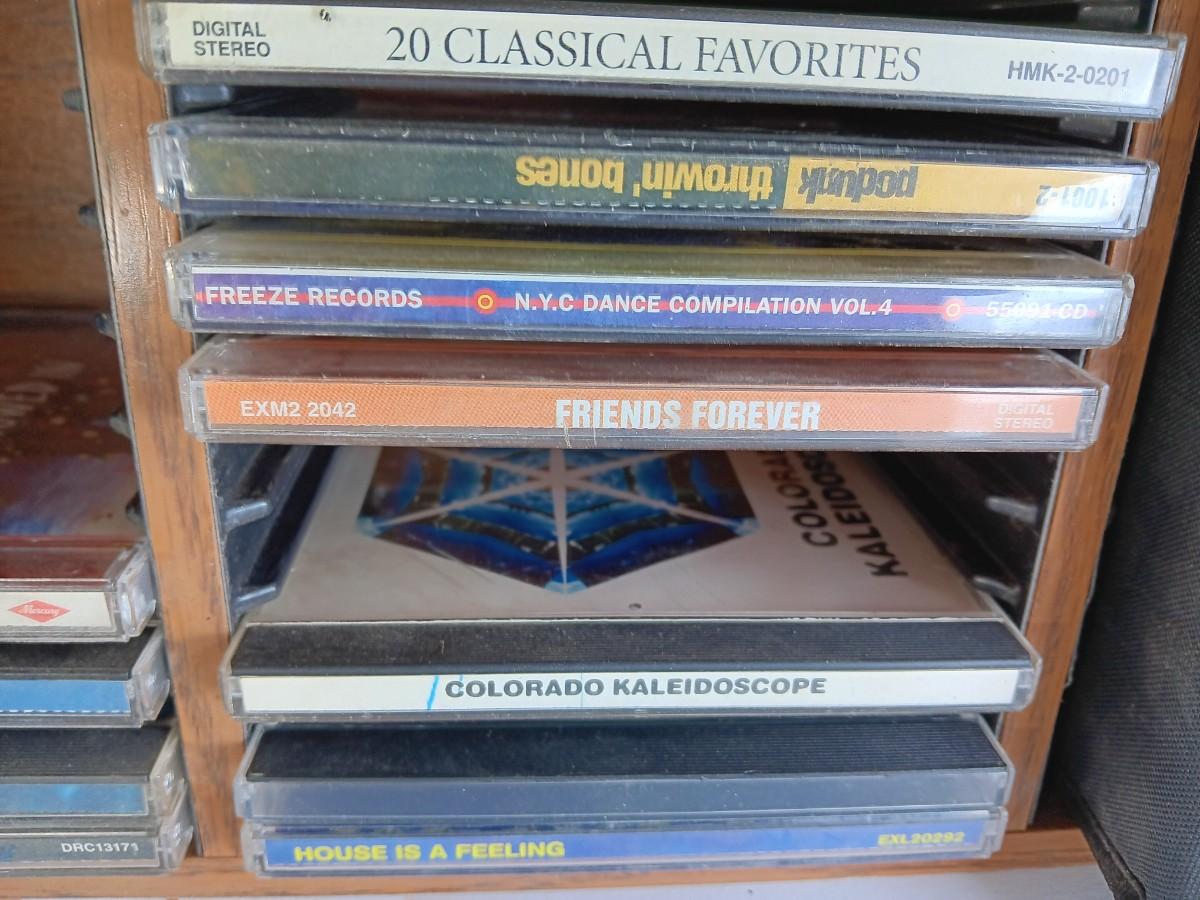 DIGITAL
STEREO
20 CLASSICAL FAVORITES
HMK-2-0201
throwin' bones
podunk
1001-2
FREEZE RECORDS
N.Y.C DANCE COMPILATION VOL.4
55091-CD
EXM2 2042
FRIENDS FOREVER
DIGITAL
STEREO
COLORADO
KALEIDOSCOPE
Mercury
COLORADO KALEIDOSCOPE
DRC13171
HOUSE IS A FEELING
EXL20292